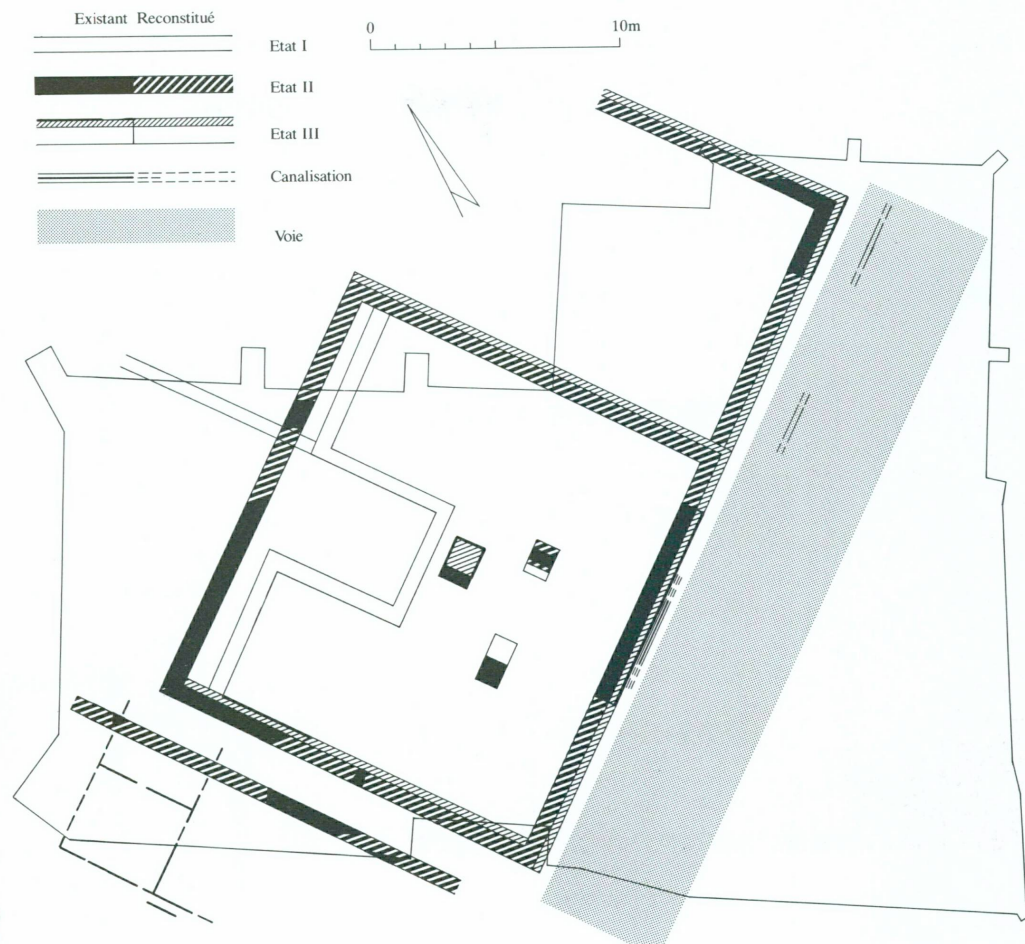 Existant Reconstitué
Etat I
Etat II
Etat III
Canalisation
Voie
0 10m